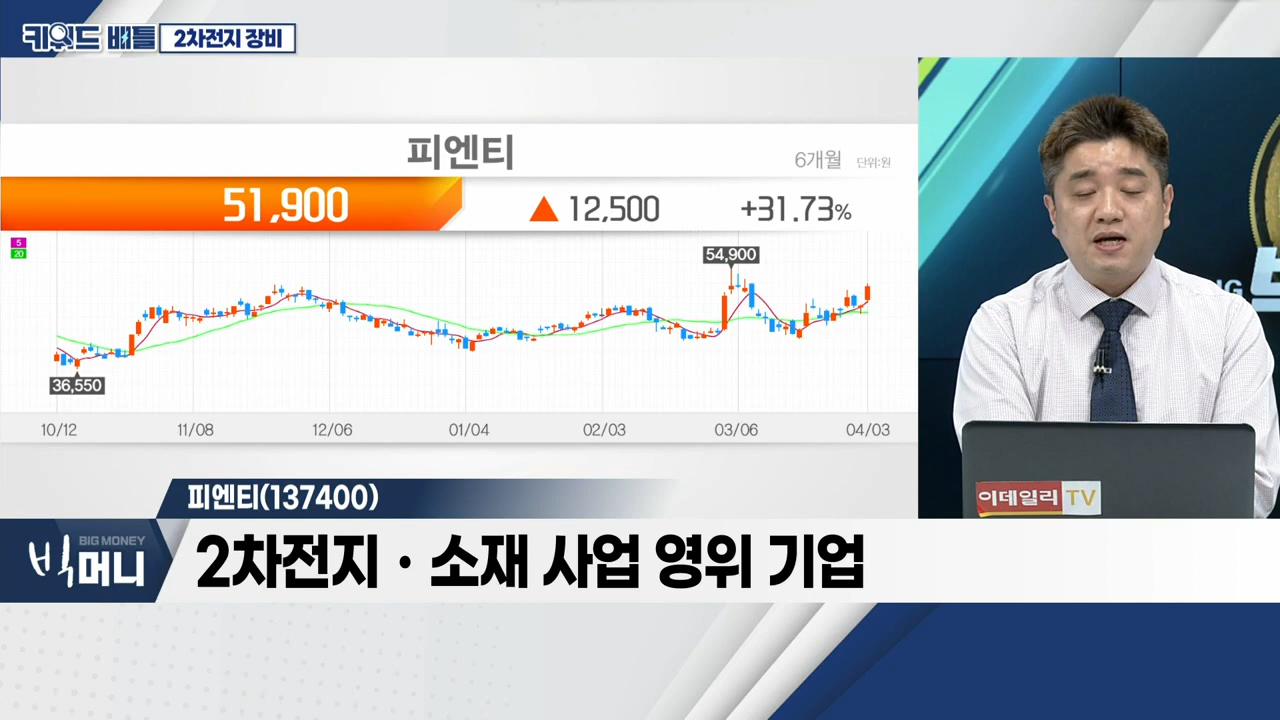 키워드 배틀 2차전지 장비
피엔티
6개월 단위:원
51,900 ▲ 12,500 +31.73%
5
20
54,900
36,550
10/12 11/08 12/06 01/04 02/03 03/06 04/03
이데일리 TV
피엔티(137400)
BIG MONEY
빅머니
2차전지 · 소재 사업 영위 기업